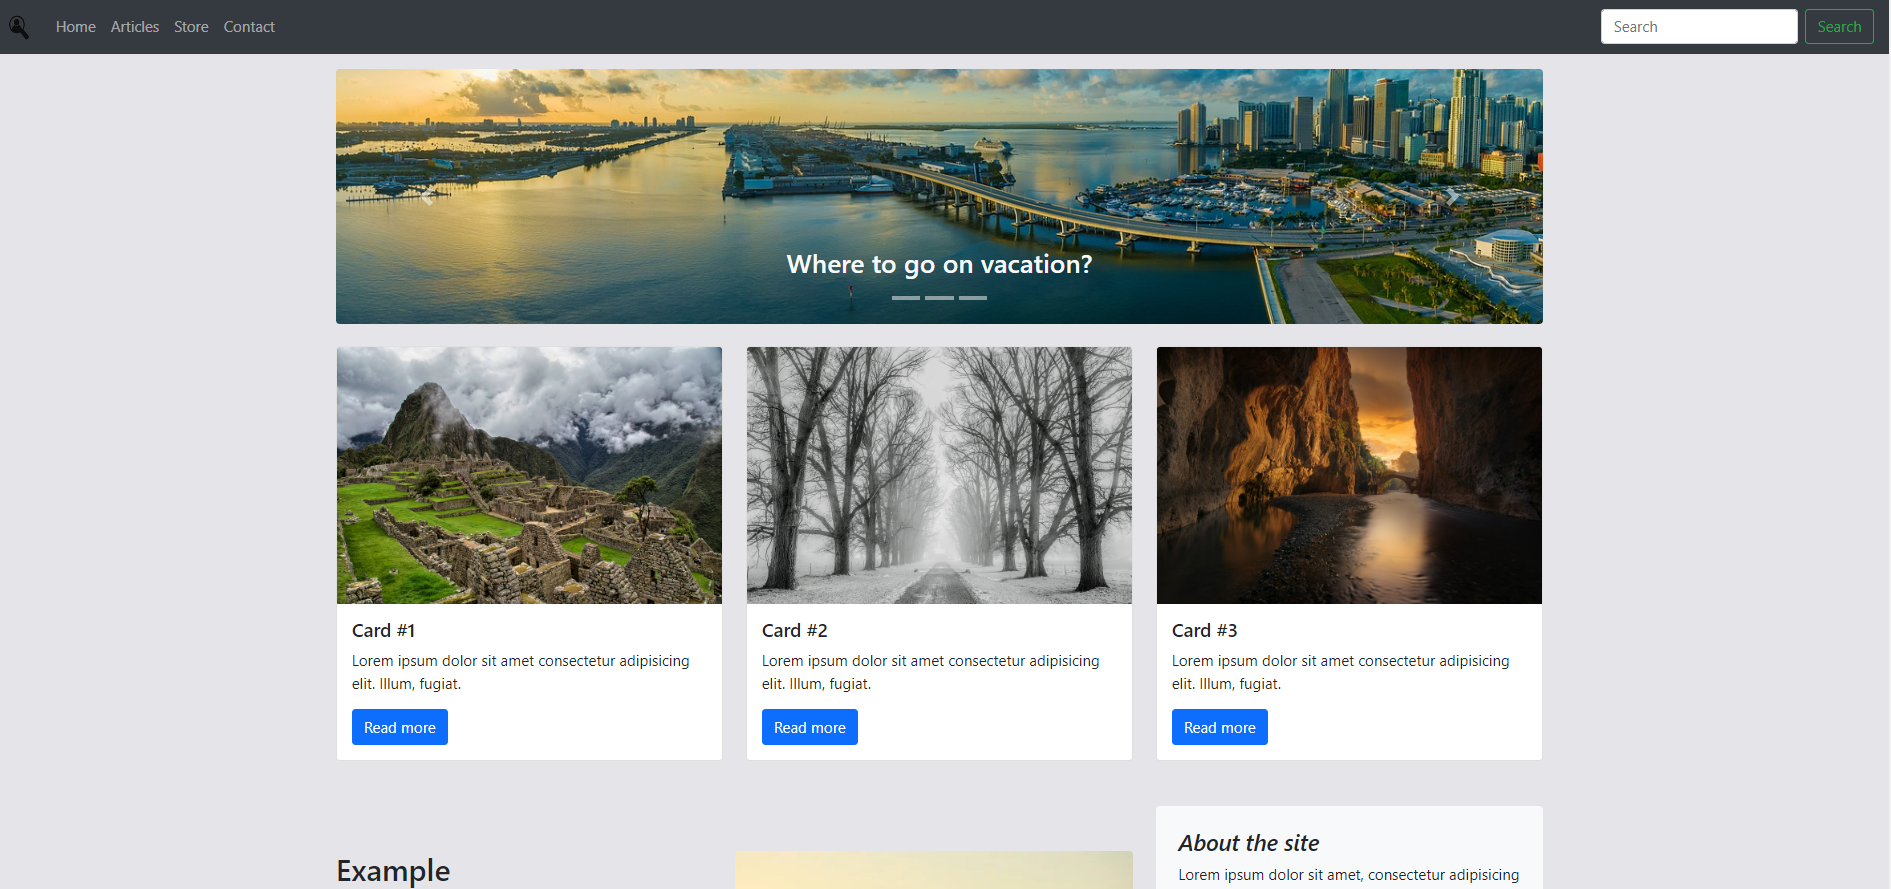 Home Articles Store Contact Search Search
Where to go on vacation?
Card #1
Lorem ipsum dolor sit amet consectetur adipisicing
elit. Illum, fugiat.
Read more
Card #2
Lorem ipsum dolor sit amet consectetur adipisicing
elit. Illum, fugiat.
Read more
Card #3
Lorem ipsum dolor sit amet consectetur adipisicing
elit. Illum, fugiat.
Read more
Example
About the site
Lorem ipsum dolor sit amet, consectetur adipisicing